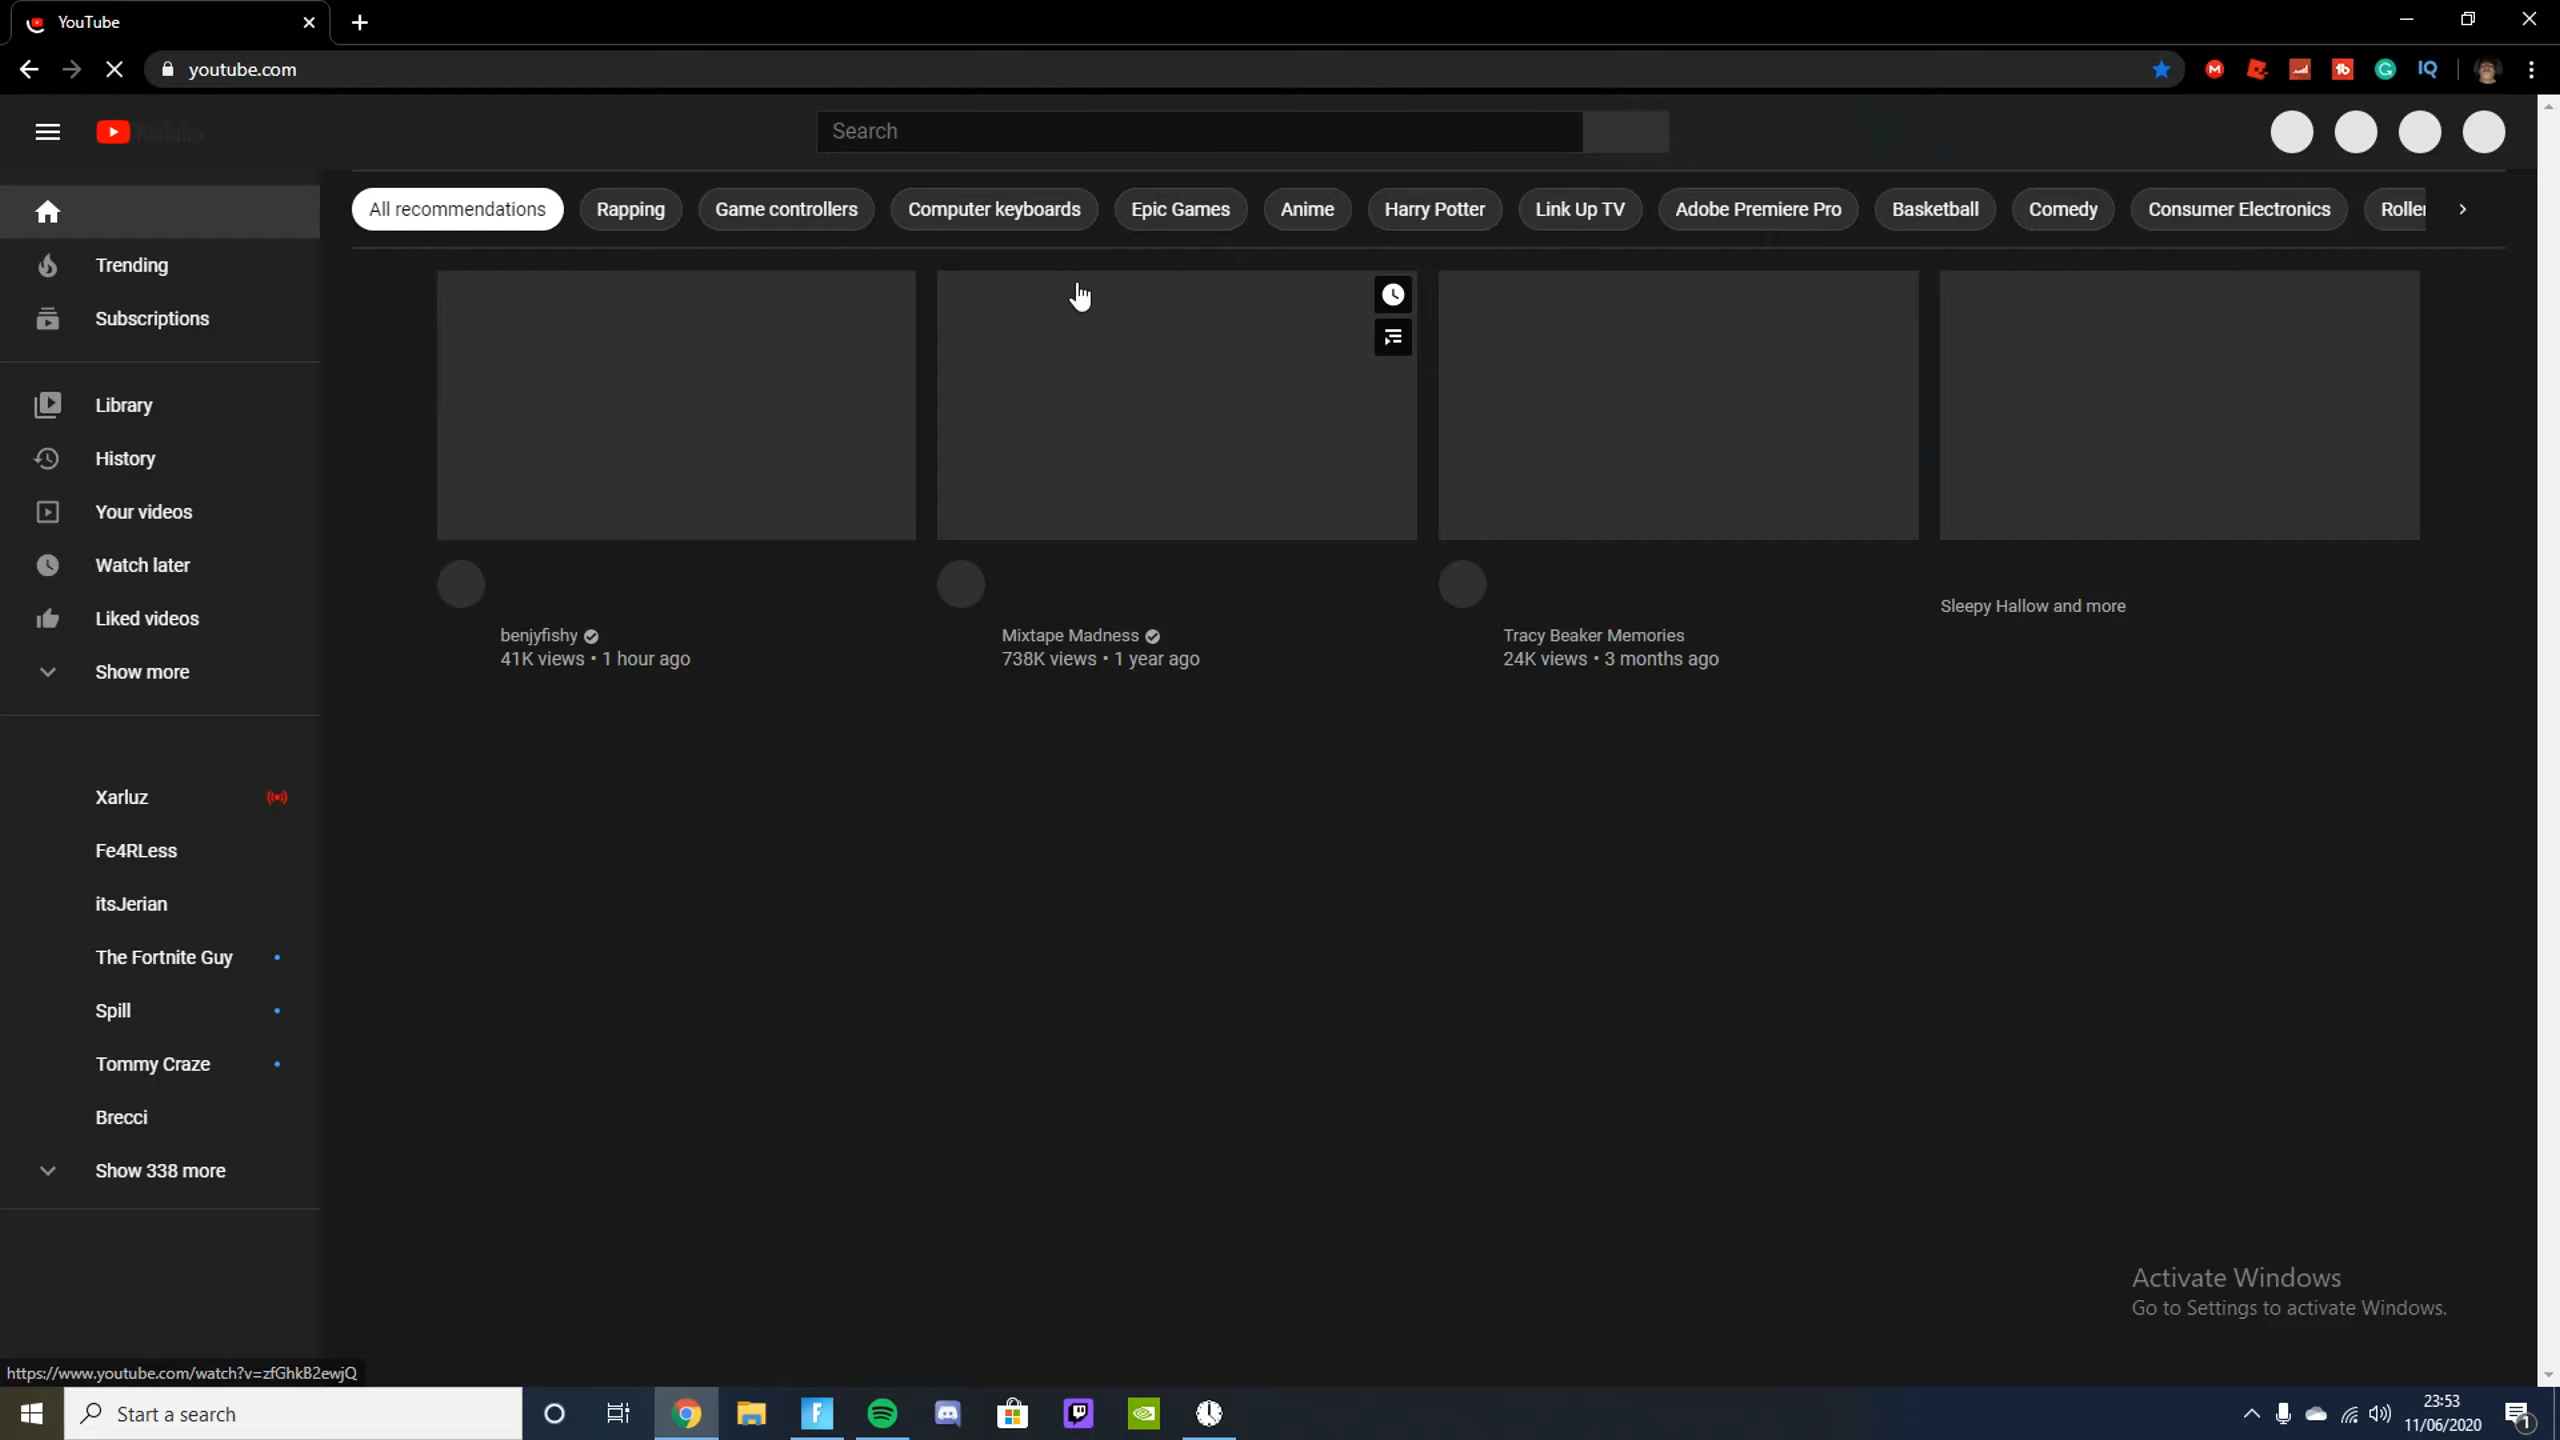 YouTube
youtube.com
IQ
Search
All recommendations
Rapping
Game controllers
Computer keyboards
Epic Games
Anime
Harry Potter
Link Up TV
Adobe Premiere Pro
Basketball
Comedy
Consumer Electronics
Roller
Trending
Subscriptions
Library
History
Your videos
Watch later
Liked videos
Show more
benjyfishy
41K views • 1 hour ago
Mixtape Madness
738K views • 1 year ago
Tracy Beaker Memories
24K views • 3 months ago
Sleepy Hallow and more
Xarluz
Fe4RLess
itsJerian
The Fortnite Guy
Spill
Tommy Craze
Brecci
Show 338 more
Activate Windows
Go to Settings to activate Windows.
https://www.youtube.com/watch?v=zfGhkB2ewjQ
Start a search
23:53
11/06/2020
1